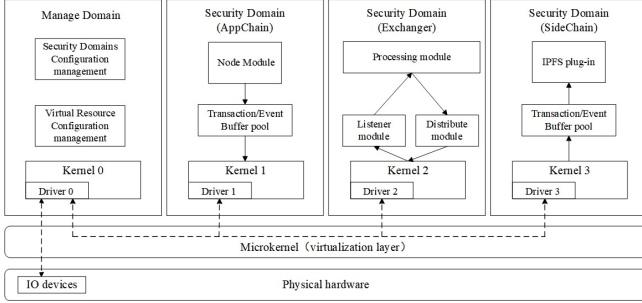 Manage Domain
Security Domains
Configuration
management
Virtual Resource
Configuration
management
Kernel 0
Driver 0
Security Domain
(AppChain)
Node Module
Transaction/Event
Buffer pool
Kernel 1
Driver 1
Security Domain
(Exchanger)
Processing module
Listener
module
Distribute
module
Kernel 2
Driver 2
Security Domain
(SideChain)
IPFS plug-in
Transaction/Event
Buffer pool
Kernel 3
Driver 3
Microkernel（virtualization layer）
IO devices
Physical hardware